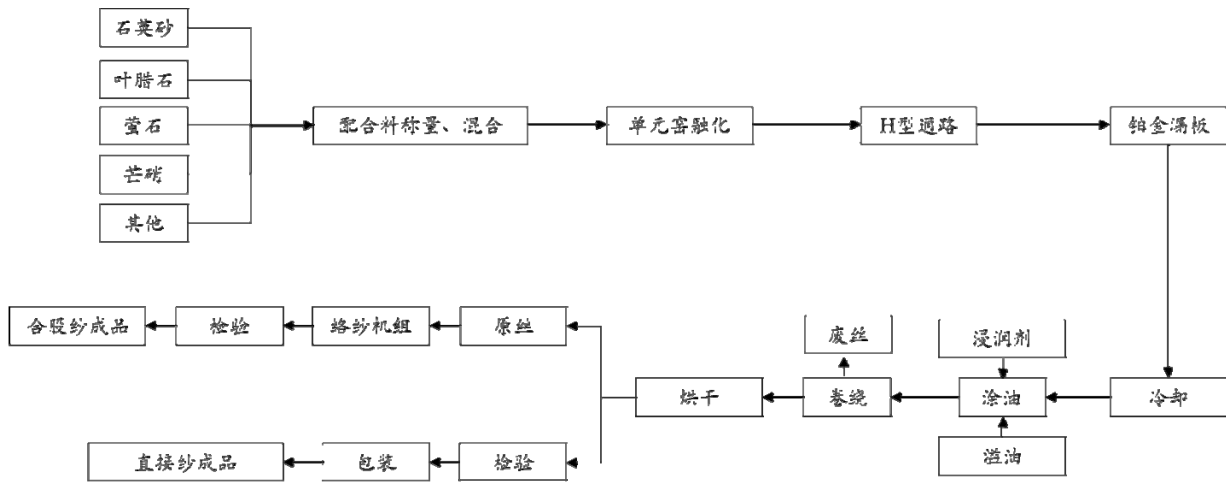 石英砂
叶腊石
萤石
芒硝
其他
配合料称量、混合
单元窑融化
H型通路
铂金漏板
合股纱成品
检验
络纱机组
原丝
废丝
浸润剂
烘干
卷绕
涂油
冷却
溢油
直接纱成品
包装
检验